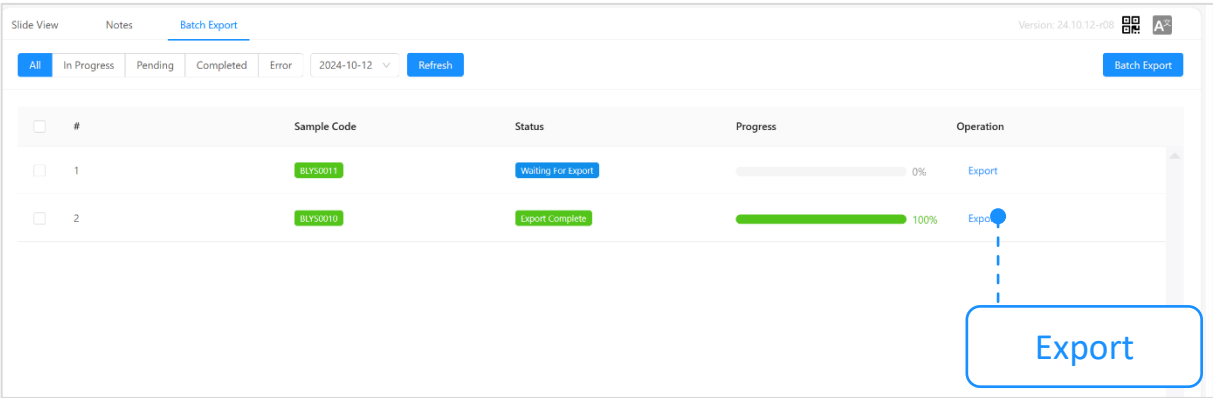 Slide View Notes Batch Export Version: 24.10.12-r08
All In Progress Pending Completed Error 2024-10-12 Refresh Batch Export
# Sample Code Status Progress Operation
1 BLYS0011 Waiting For Export 0% Export
2 BLYS0010 Export Complete 100% Export
Export